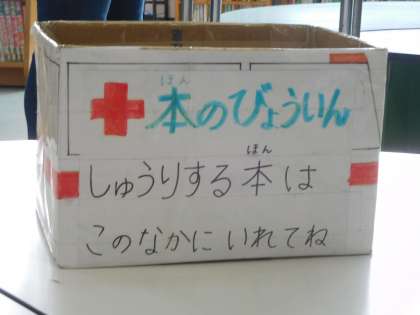 本のびょういん
ほん
しゅうりする本は
ほん
このなかに いれてね